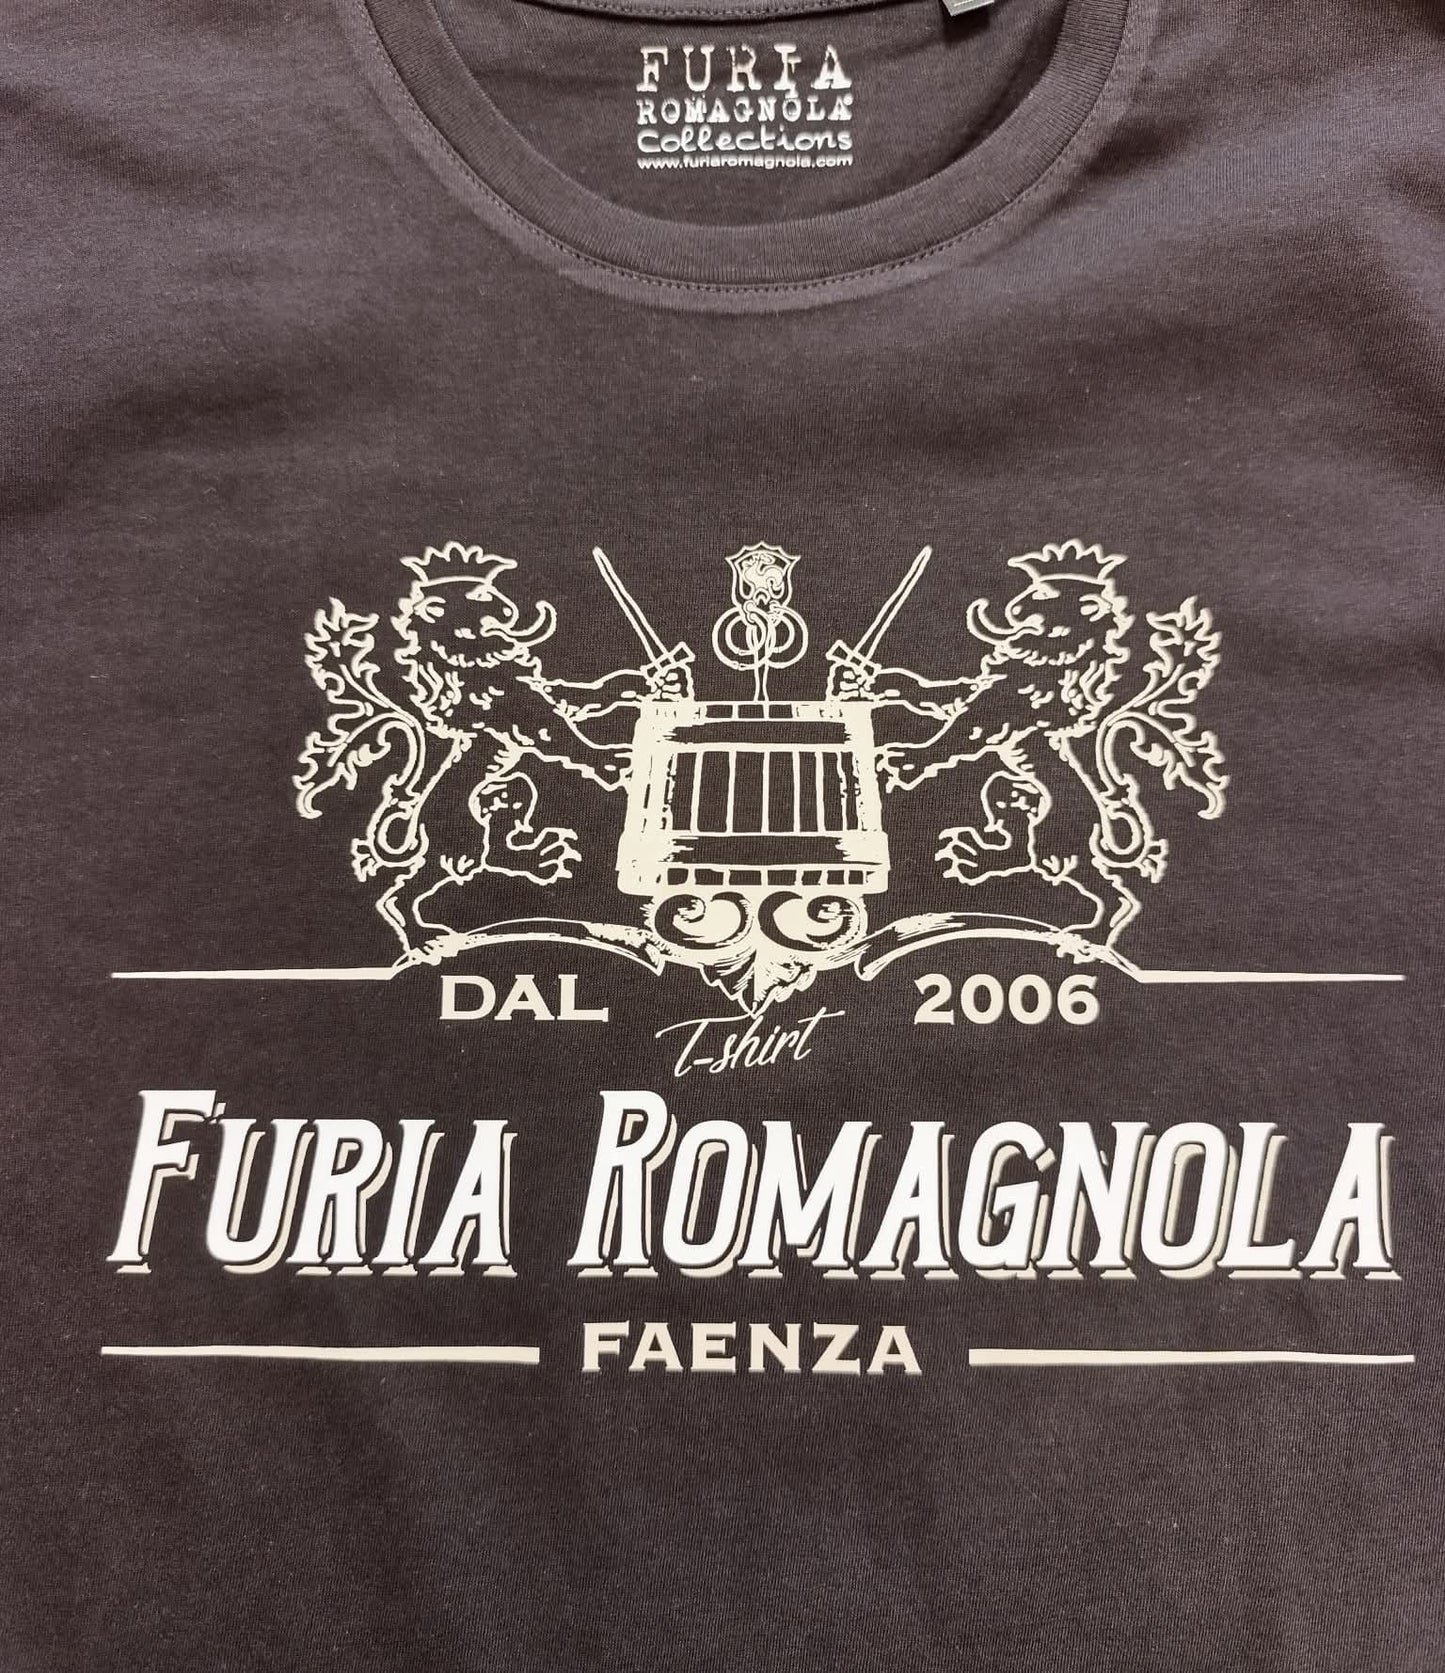 FURIA
ROMAGNOLA
Collections
www.furiaromagnola.com
DAL 2006
T-shirt
FURIA ROMAGNOLA
FAENZA